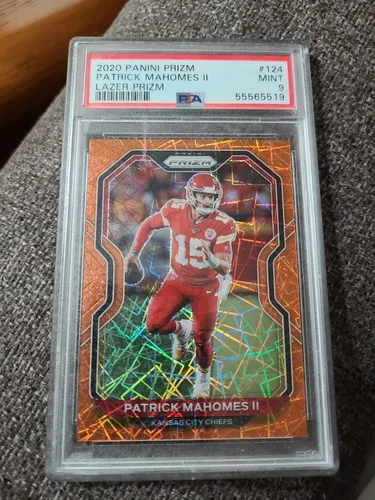 2020 PANINI PRIZM #124
PATRICK MAHOMES II MINT
LAZER PRIZM 9
PSA 55565519
PANINI
PRIZM
15
PATRICK MAHOMES II
KANSAS CITY CHIEFS